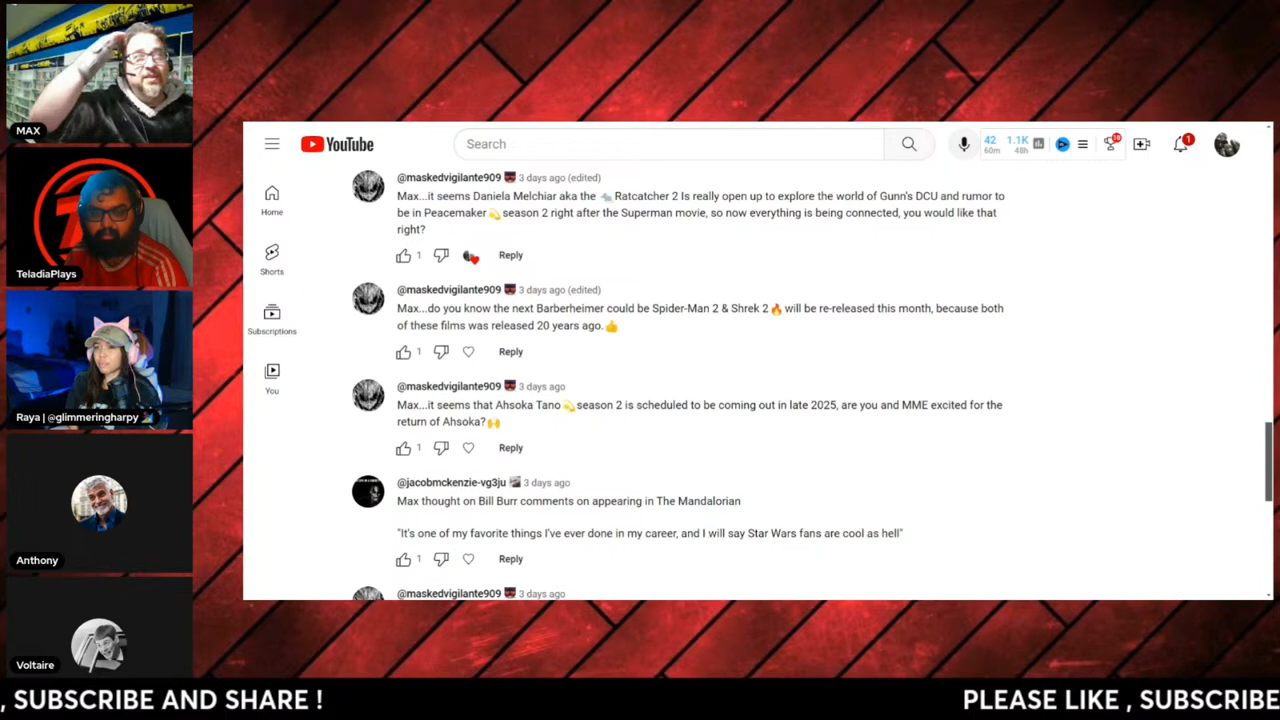 MAX
TeladiaPlays
Raya | @glimmeringharpy
Anthony
Voltaire
YouTube
Search
42
60m
1.1K
48h
10
1
Home
Shorts
Subscriptions
You
@maskedvigilante909 3 days ago (edited)
Max...it seems Daniela Melchiar aka the 🐀 Ratcatcher 2 Is really open up to explore the world of Gunn's DCU and rumor to
be in Peacemaker💫season 2 right after the Superman movie, so now everything is being connected, you would like that
right?
1 Reply
@maskedvigilante909 3 days ago (edited)
Max...do you know the next Barberheimer could be Spider-Man 2 & Shrek 2🔥will be re-released this month, because both
of these films was released 20 years ago.👍
1 Reply
@maskedvigilante909 3 days ago
Max...it seems that Ahsoka Tano💫season 2 is scheduled to be coming out in late 2025, are you and MME excited for the
return of Ahsoka?🙌
1 Reply
@jacobmckenzie-vg3ju 3 days ago
Max thought on Bill Burr comments on appearing in The Mandalorian
"It's one of my favorite things I've ever done in my career, and I will say Star Wars fans are cool as hell"
1 Reply
@maskedvigilante909 3 days ago
, SUBSCRIBE AND SHARE !
PLEASE LIKE , SUBSCRIBE